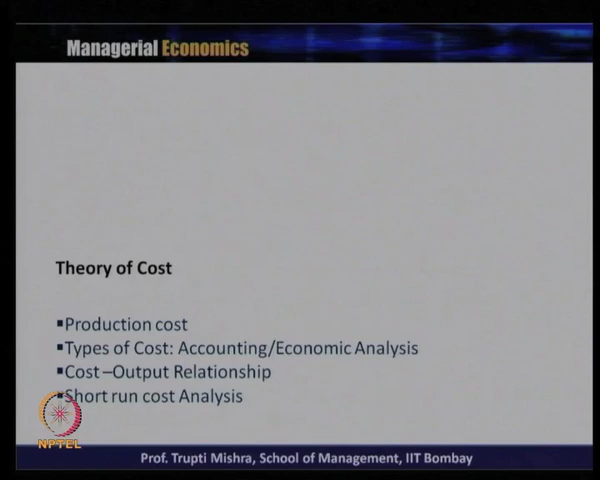 Managerial Economics
Theory of Cost
▪Production cost
▪Types of Cost: Accounting/Economic Analysis
▪Cost –Output Relationship
▪Short run cost Analysis
NPTEL
Prof. Trupti Mishra, School of Management, IIT Bombay